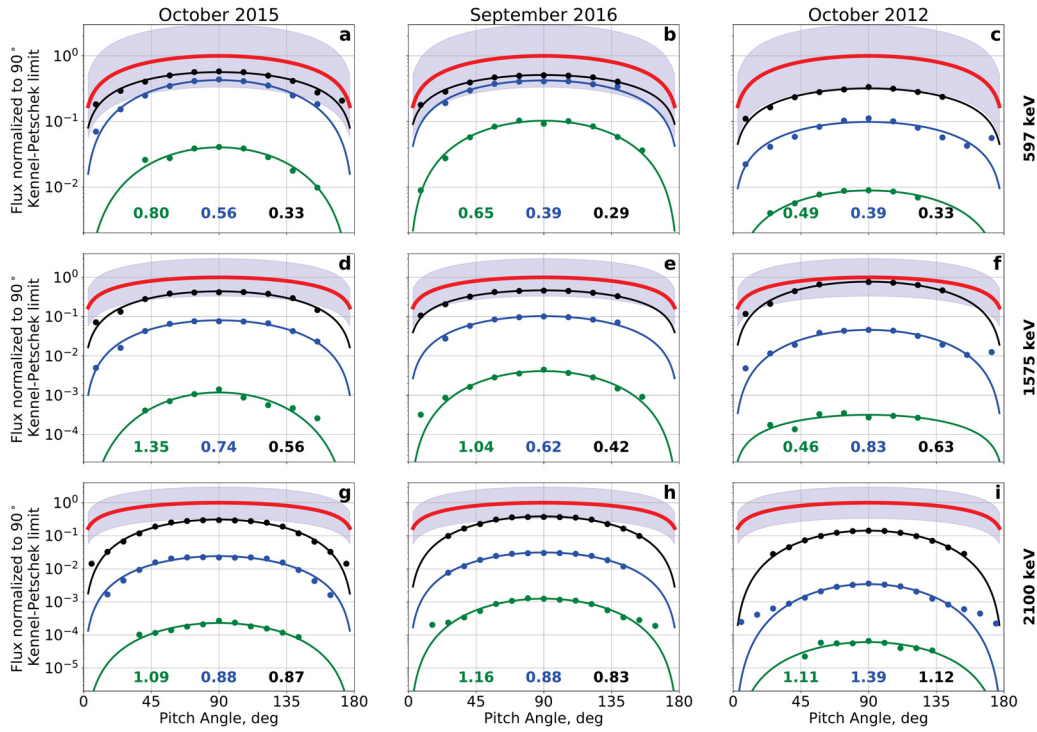 October 2015
September 2016
October 2012
Flux normalized to 90°
Kennel-Petschek limit
10⁰
10⁻¹
10⁻²
a
0.80 0.56 0.33
b
0.65 0.39 0.29
c
0.49 0.39 0.33
597 keV
Flux normalized to 90°
Kennel-Petschek limit
10⁰
10⁻¹
10⁻²
10⁻³
10⁻⁴
d
1.35 0.74 0.56
e
1.04 0.62 0.42
f
0.46 0.83 0.63
1575 keV
Flux normalized to 90°
Kennel-Petschek limit
10⁰
10⁻¹
10⁻²
10⁻³
10⁻⁴
10⁻⁵
g
1.09 0.88 0.87
h
1.16 0.88 0.83
i
1.11 1.39 1.12
2100 keV
0 45 90 135 180
0 45 90 135 180
0 45 90 135 180
Pitch Angle, deg
Pitch Angle, deg
Pitch Angle, deg